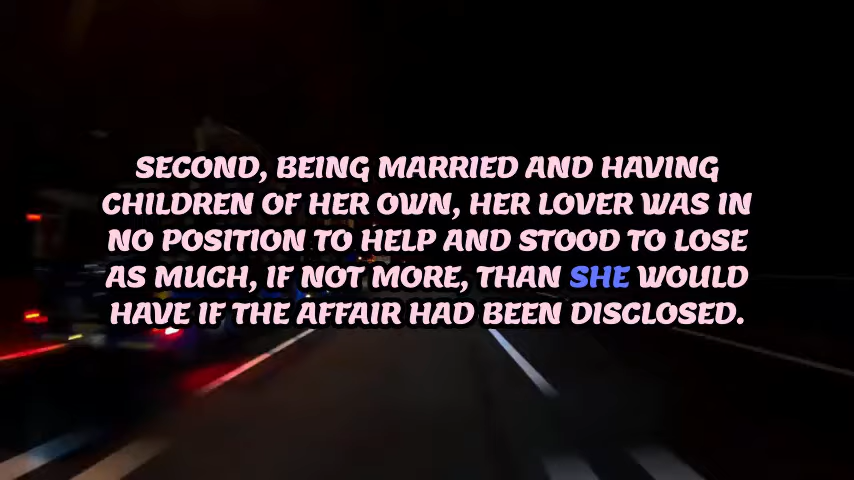 SECOND, BEING MARRIED AND HAVING
CHILDREN OF HER OWN, HER LOVER WAS IN
NO POSITION TO HELP AND STOOD TO LOSE
AS MUCH, IF NOT MORE, THAN SHE WOULD
HAVE IF THE AFFAIR HAD BEEN DISCLOSED.